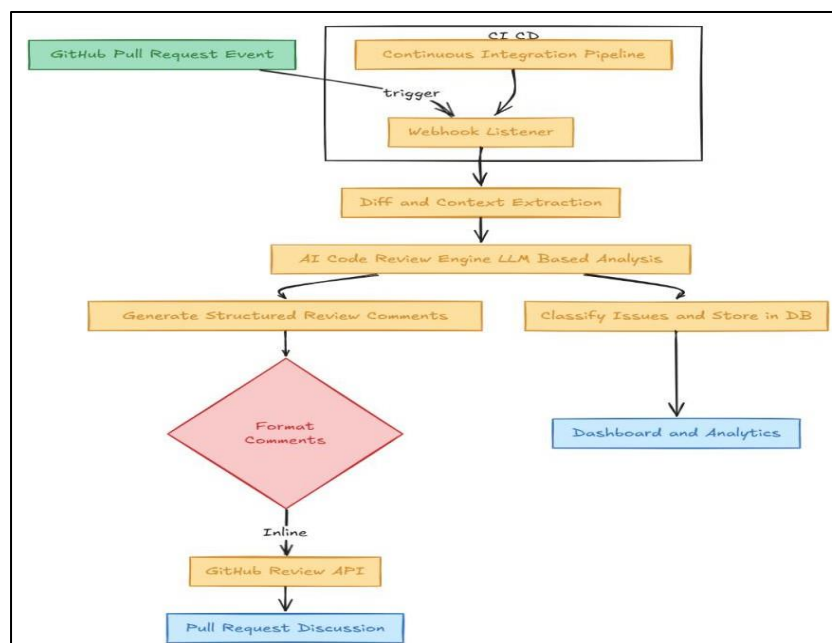 CI CD
GitHub Pull Request Event
Continuous Integration Pipeline
trigger
Webhook Listener
Diff and Context Extraction
AI Code Review Engine LLM Based Analysis
Generate Structured Review Comments
Classify Issues and Store in DB
Format
Comments
Dashboard and Analytics
Inline
GitHub Review API
Pull Request Discussion